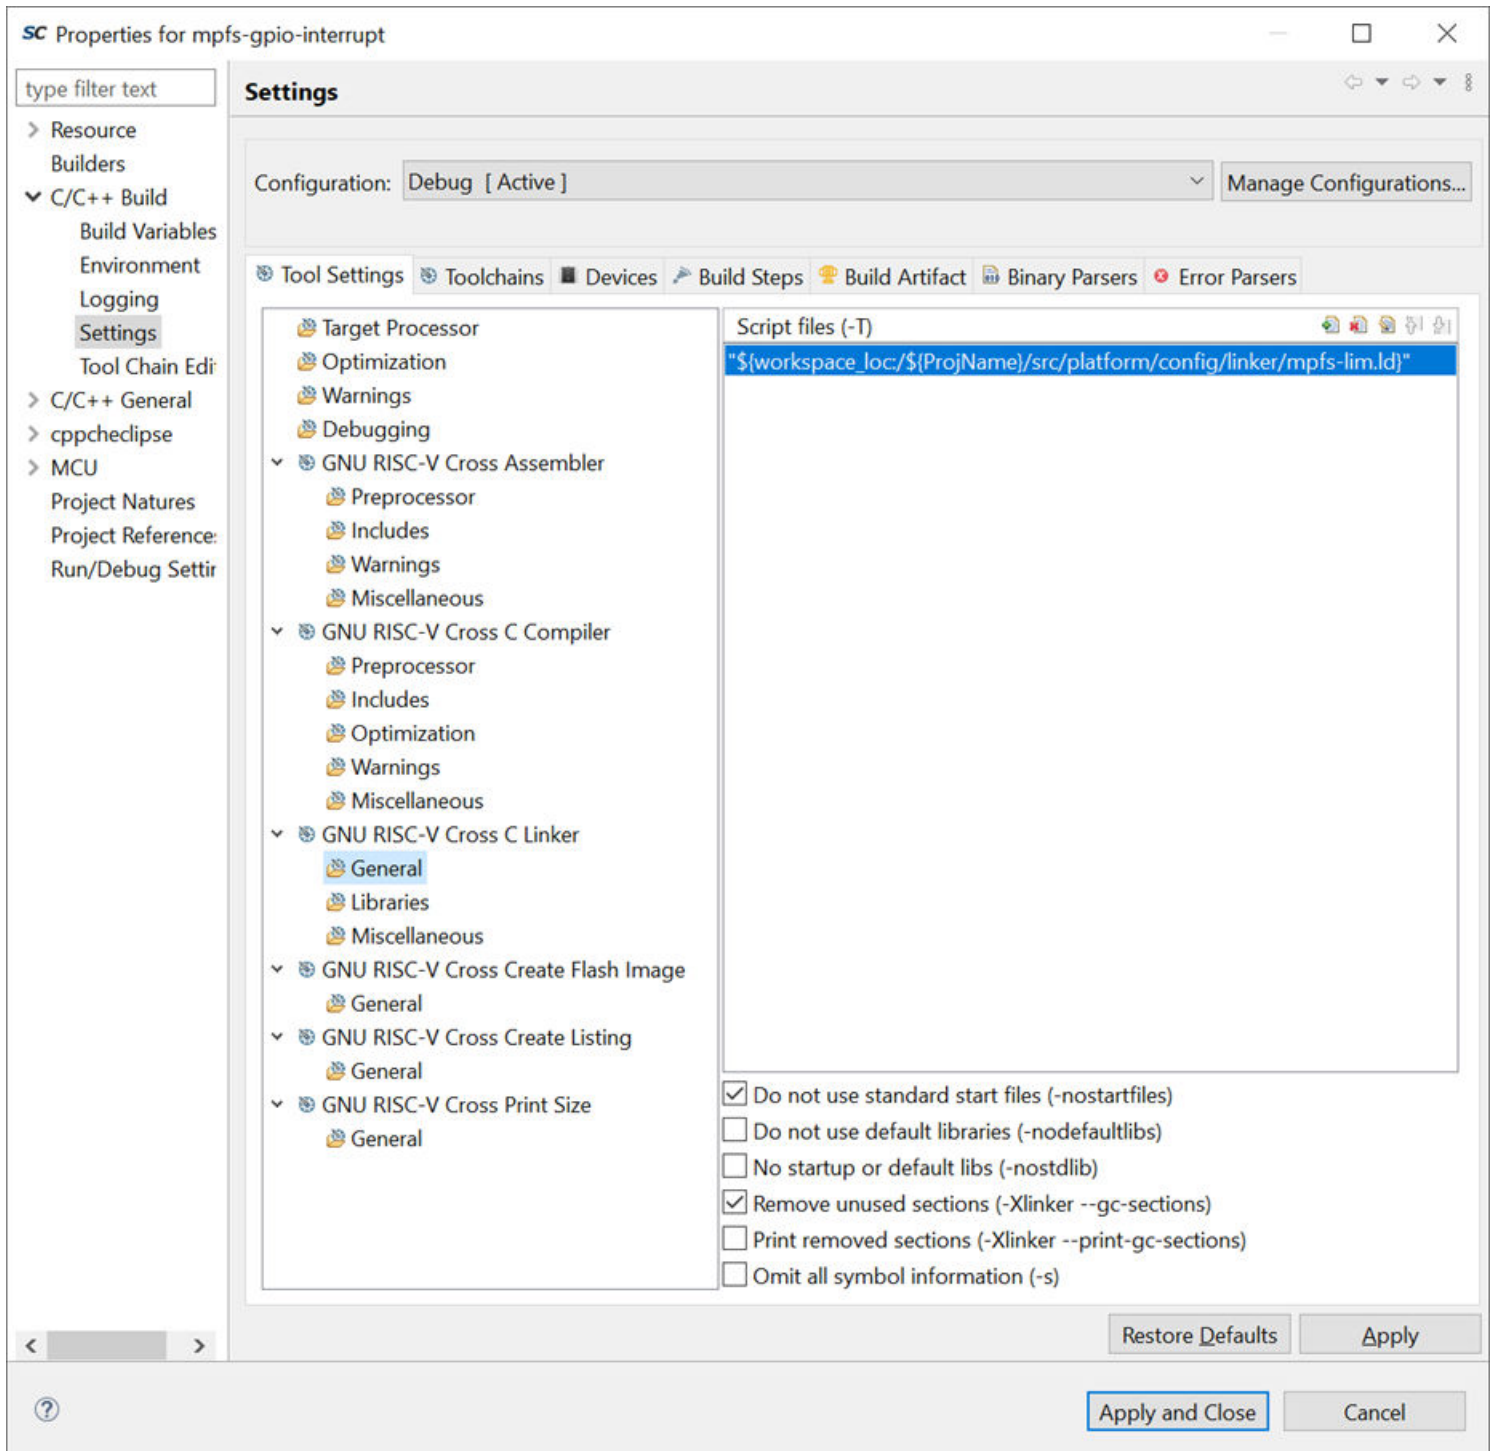 SC Properties for mpfs-gpio-interrupt
type filter text
Settings
Resource
Builders
C/C++ Build
Build Variables
Environment
Logging
Settings
Tool Chain Edi
C/C++ General
cppcheclipse
MCU
Project Natures
Project Reference
Run/Debug Settin
Configuration: Debug [ Active ] Manage Configurations...
Tool Settings Toolchains Devices Build Steps Build Artifact Binary Parsers Error Parsers
Target Processor
Optimization
Warnings
Debugging
GNU RISC-V Cross Assembler
Preprocessor
Includes
Warnings
Miscellaneous
GNU RISC-V Cross C Compiler
Preprocessor
Includes
Optimization
Warnings
Miscellaneous
GNU RISC-V Cross C Linker
General
Libraries
Miscellaneous
GNU RISC-V Cross Create Flash Image
General
GNU RISC-V Cross Create Listing
General
GNU RISC-V Cross Print Size
General
Script files (-T)
"${workspace_loc:/${ProjName}/src/platform/config/linker/mpfs-lim.ld}"
Do not use standard start files (-nostartfiles)
Do not use default libraries (-nodefaultlibs)
No startup or default libs (-nostdlib)
Remove unused sections (-Xlinker --gc-sections)
Print removed sections (-Xlinker --print-gc-sections)
Omit all symbol information (-s)
Restore Defaults Apply
Apply and Close Cancel